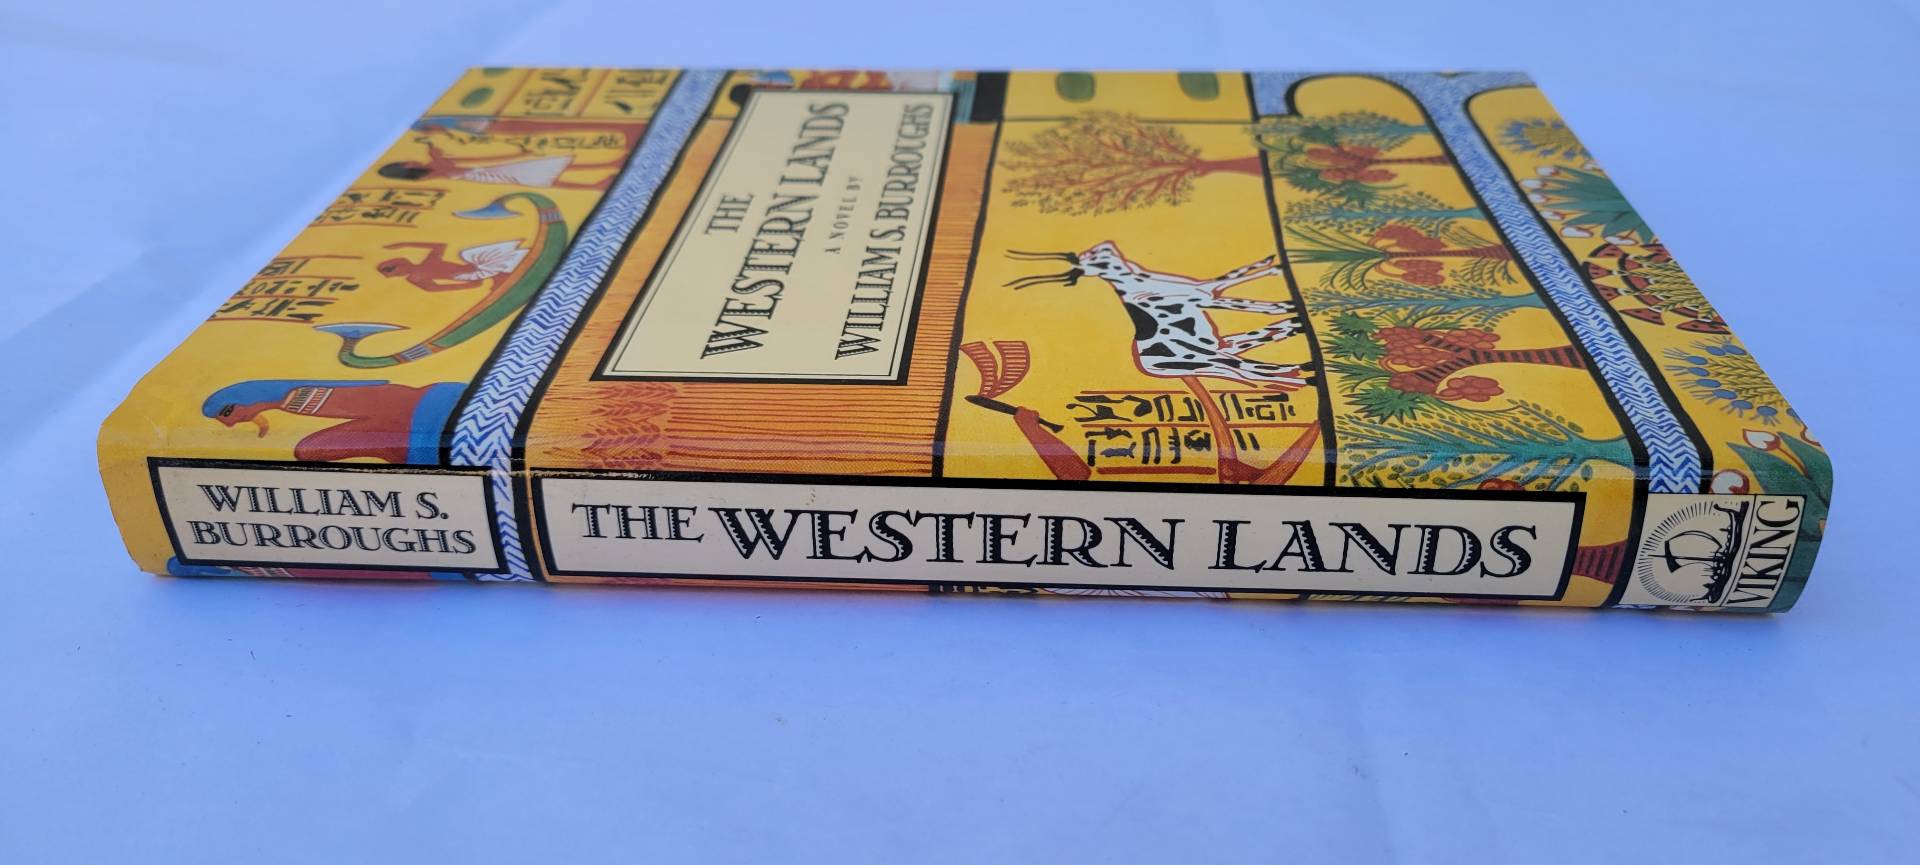 THE
WESTERN LANDS
A NOVEL BY
WILLIAM S. BURROUGHS
WILLIAM S.
BURROUGHS
THE WESTERN LANDS
VIKING